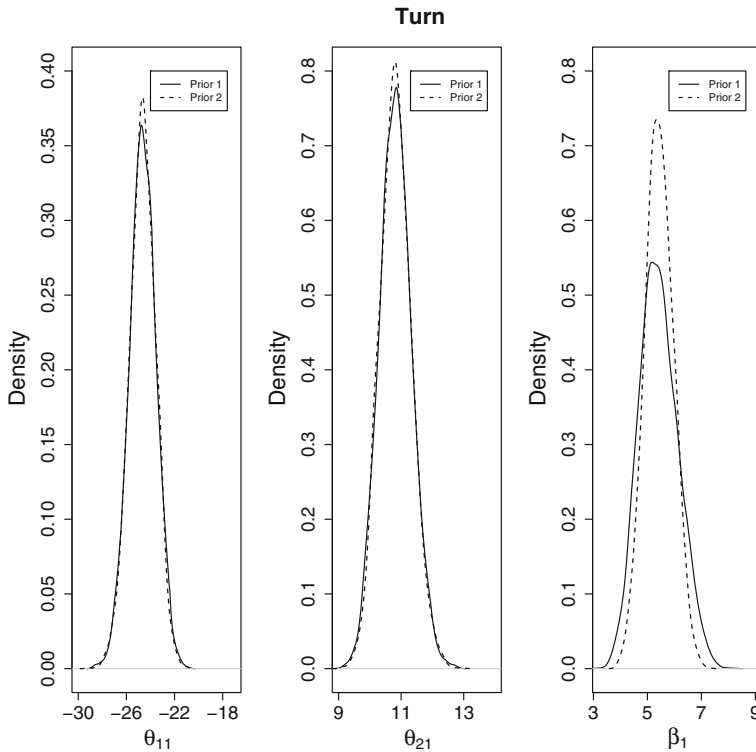 Turn
Density
0.00
0.05
0.10
0.15
0.20
0.25
0.30
0.35
0.40
Prior 1
Prior 2
−30
−26
−22
−18
θ11
Density
0.0
0.1
0.2
0.3
0.4
0.5
0.6
0.7
0.8
Prior 1
Prior 2
9
11
13
θ21
Density
0.0
0.1
0.2
0.3
0.4
0.5
0.6
0.7
0.8
Prior 1
Prior 2
3
5
7
9
β1